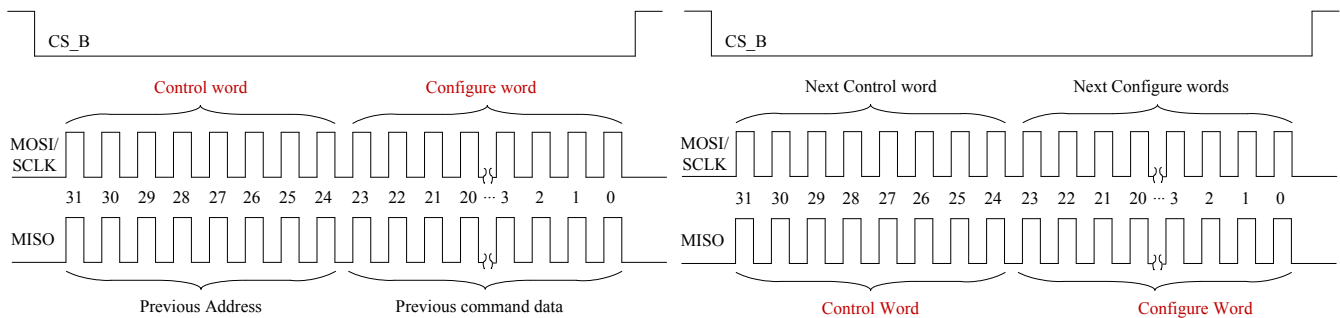 CS_B
Control word
Configure word
MOSI/
SCLK
31 30 29 28 27 26 25 24 23 22 21 20 ... 3 2 1 0
MISO
Previous Address
Previous command data
CS_B
Next Control word
Next Configure words
MOSI/
SCLK
31 30 29 28 27 26 25 24 23 22 21 20 ... 3 2 1 0
MISO
Control Word
Configure Word